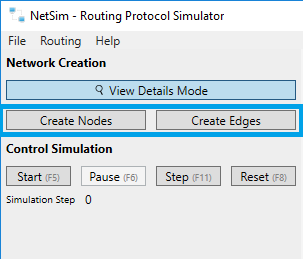 NetSim - Routing Protocol Simulator
File Routing Help
Network Creation
View Details Mode
Create Nodes Create Edges
Control Simulation
Start (F5) Pause (F6) Step (F11) Reset (F8)
Simulation Step 0